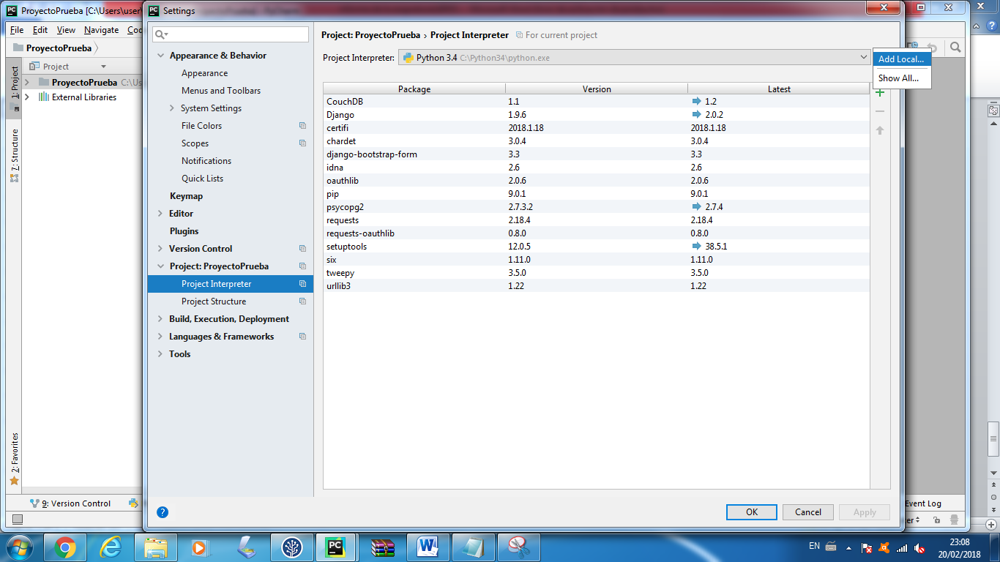 ProyectoPrueba [C:\Users\user\
Settings
File Edit View Navigate
ProyectoPrueba
1: Project
Project
ProyectoPrueba
External Libraries
7: Structure
2: Favorites
9: Version Control
Appearance & Behavior
Appearance
Menus and Toolbars
System Settings
File Colors
Scopes
Notifications
Quick Lists
Keymap
Editor
Plugins
Version Control
Project: ProyectoPrueba
Project Interpreter
Project Structure
Build, Execution, Deployment
Languages & Frameworks
Tools
Project: ProyectoPrueba › Project Interpreter For current project
Project Interpreter: Python 3.4 C:\Python34\python.exe
Add Local...
Show All...
Package Version Latest
CouchDB 1.1 1.2
Django 1.9.6 2.0.2
certifi 2018.1.18 2018.1.18
chardet 3.0.4 3.0.4
django-bootstrap-form 3.3 3.3
idna 2.6 2.6
oauthlib 2.0.6 2.0.6
pip 9.0.1 9.0.1
psycopg2 2.7.3.2 2.7.4
requests 2.18.4 2.18.4
requests-oauthlib 0.8.0 0.8.0
setuptools 12.0.5 38.5.1
six 1.11.0 1.11.0
tweepy 3.5.0 3.5.0
urllib3 1.22 1.22
OK Cancel Apply
Event Log
EN
23:08
20/02/2018